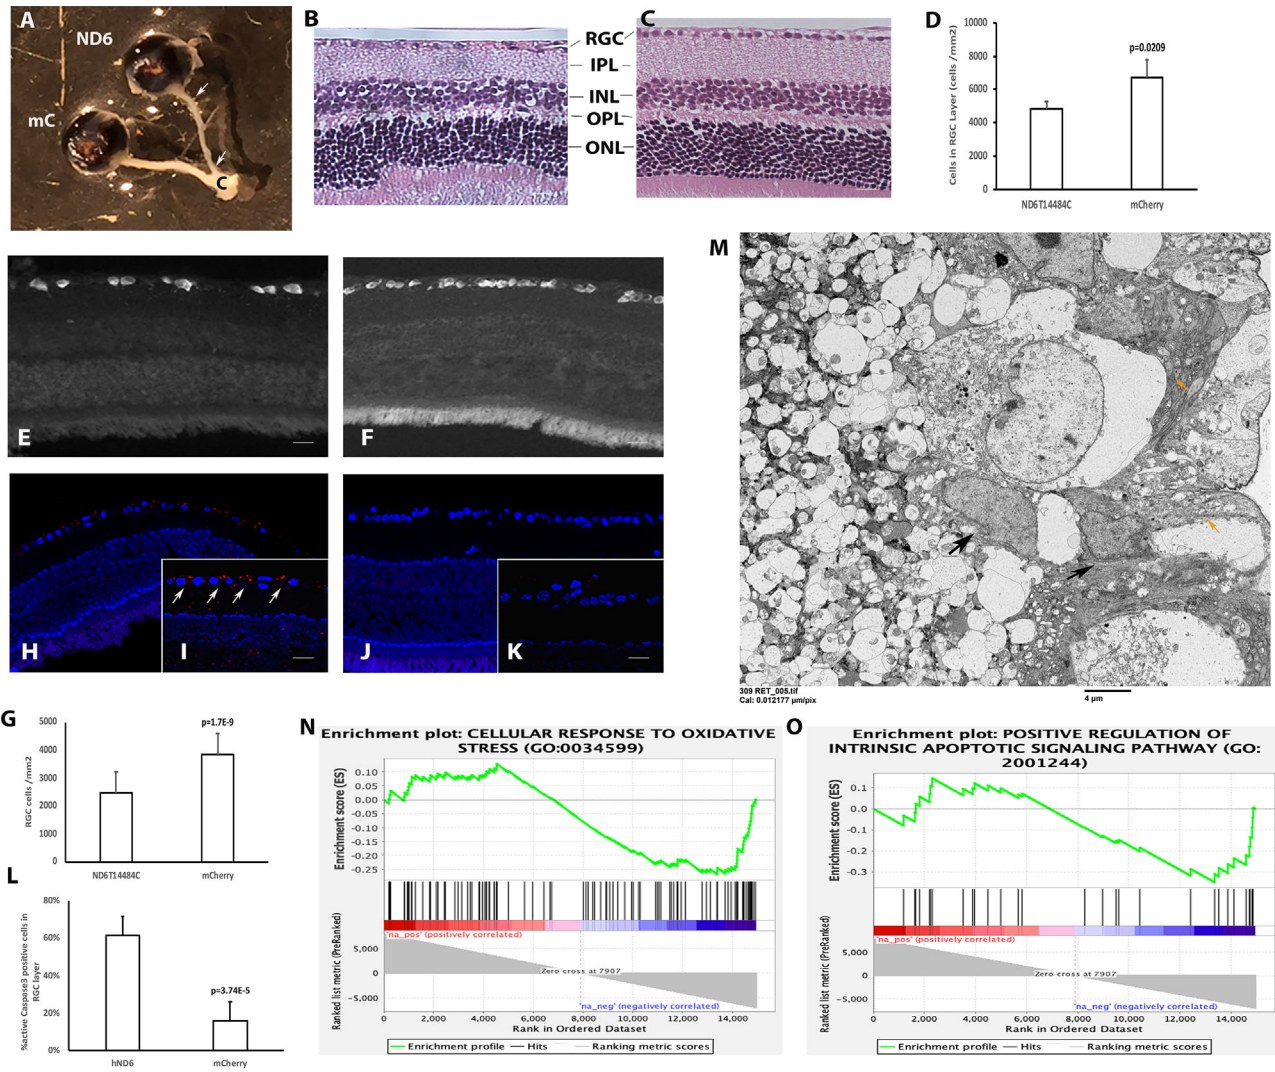 A
ND6
mC
C
B
RGC
IPL
INL
OPL
ONL
C
D
Cells in RGC Layer (cells /mm2)
10000
8000
6000
4000
2000
0
p=0.0209
ND6T14484C
mCherry
E
F
H
I
J
K
M
309 RET_005.tif
Cal: 0.012177 µm/pix
4 µm
G
RGC cells /mm2
5000
4000
3000
2000
1000
0
p=1.7E-9
ND6T14484C
mCherry
L
%active Caspase3 positive cells in
RGC layer
80%
60%
40%
20%
0%
p=3.74E-5
hND6
mCherry
N
Enrichment plot: CELLULAR RESPONSE TO OXIDATIVE
STRESS (GO:0034599)
Enrichment score (ES)
0.10
0.05
0.00
-0.05
-0.10
-0.15
-0.20
-0.25
Ranked list metric (PreRanked)
'na_pos' (positively correlated)
5,000
0
-5,000
Zero cross at 7907
'na_neg' (negatively correlated)
0
2,000
4,000
6,000
8,000
10,000
12,000
14,000
Rank in Ordered Dataset
Enrichment profile
Hits
Ranking metric scores
O
Enrichment plot: POSITIVE REGULATION OF
INTRINSIC APOPTOTIC SIGNALING PATHWAY (GO:
2001244)
Enrichment score (ES)
0.1
0.0
-0.1
-0.2
-0.3
Ranked list metric (PreRanked)
'na_pos' (positively correlated)
5,000
0
-5,000
Zero cross at 7907
'na_neg' (negatively correlated)
0
2,000
4,000
6,000
8,000
10,000
12,000
14,000
Rank in Ordered Dataset
Enrichment profile
Hits
Ranking metric scores